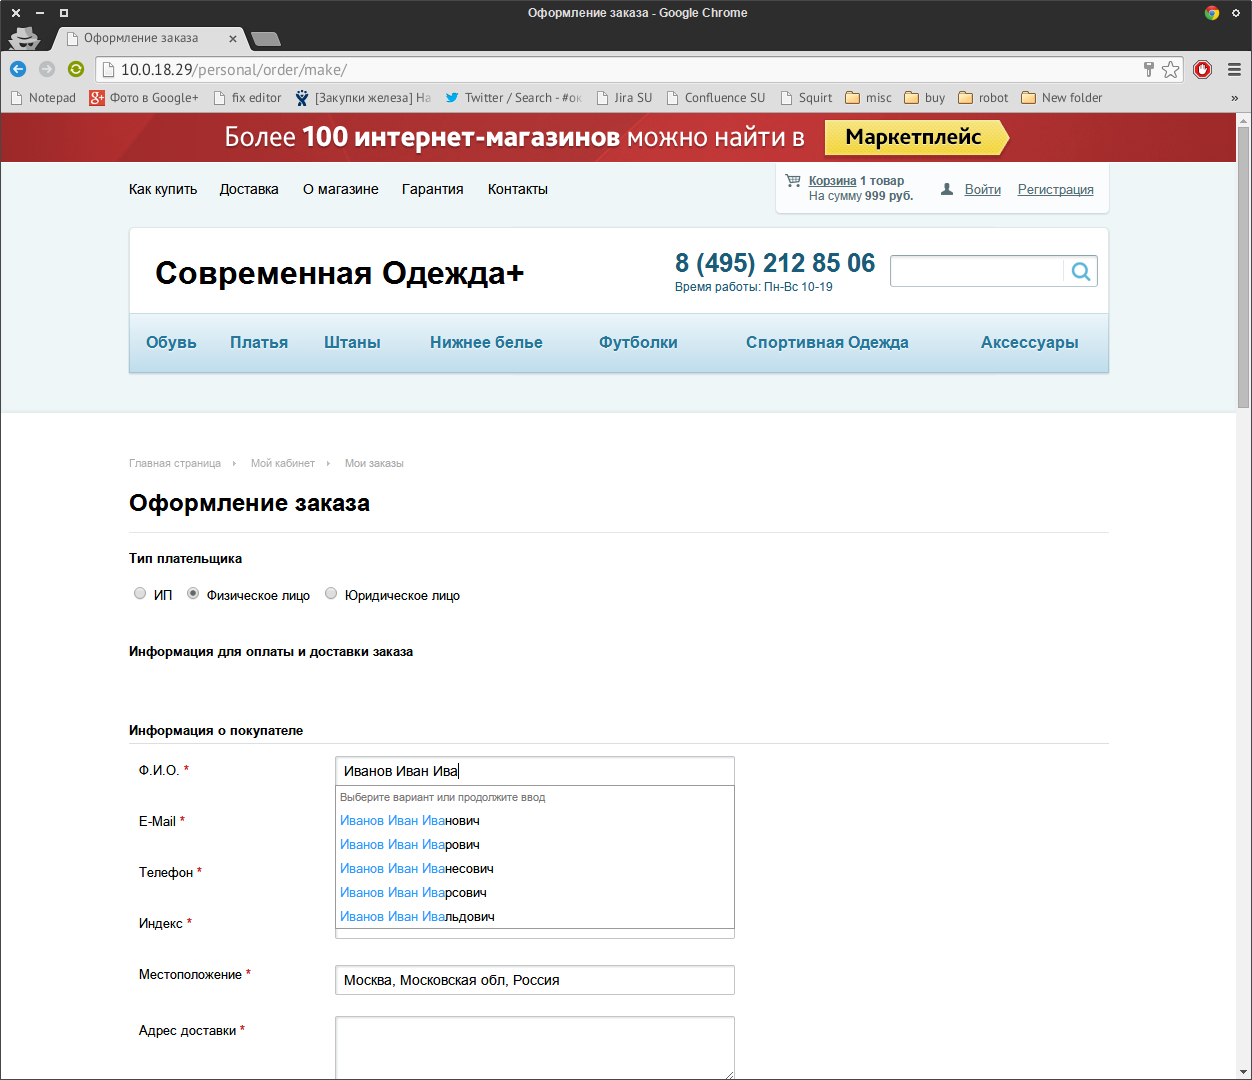 Оформление заказа - Google Chrome
Оформление заказа
10.0.18.29/personal/order/make/
Notepad Фото в Google+ fix editor [Закупки железа] На Twitter / Search - #ок Jira SU Confluence SU Squirt misc buy robot New folder »
Более 100 интернет-магазинов можно найти в Маркетплейс
Как купить Доставка О магазине Гарантия Контакты
Корзина 1 товар
На сумму 999 руб.
Войти Регистрация
Современная Одежда+
8 (495) 212 85 06
Время работы: Пн-Вс 10-19
Обувь Платья Штаны Нижнее белье Футболки Спортивная Одежда Аксессуары
Главная страница Мой кабинет Мои заказы
Оформление заказа
Тип плательщика
ИП Физическое лицо Юридическое лицо
Информация для оплаты и доставки заказа
Информация о покупателе
Ф.И.О. * Иванов Иван Ива
Выберите вариант или продолжите ввод
E-Mail * Иванов Иван Иванович
Иванов Иван Иварович
Телефон * Иванов Иван Иванесович
Иванов Иван Иварсович
Индекс * Иванов Иван Ивальдович
Местоположение * Москва, Московская обл, Россия
Адрес доставки *